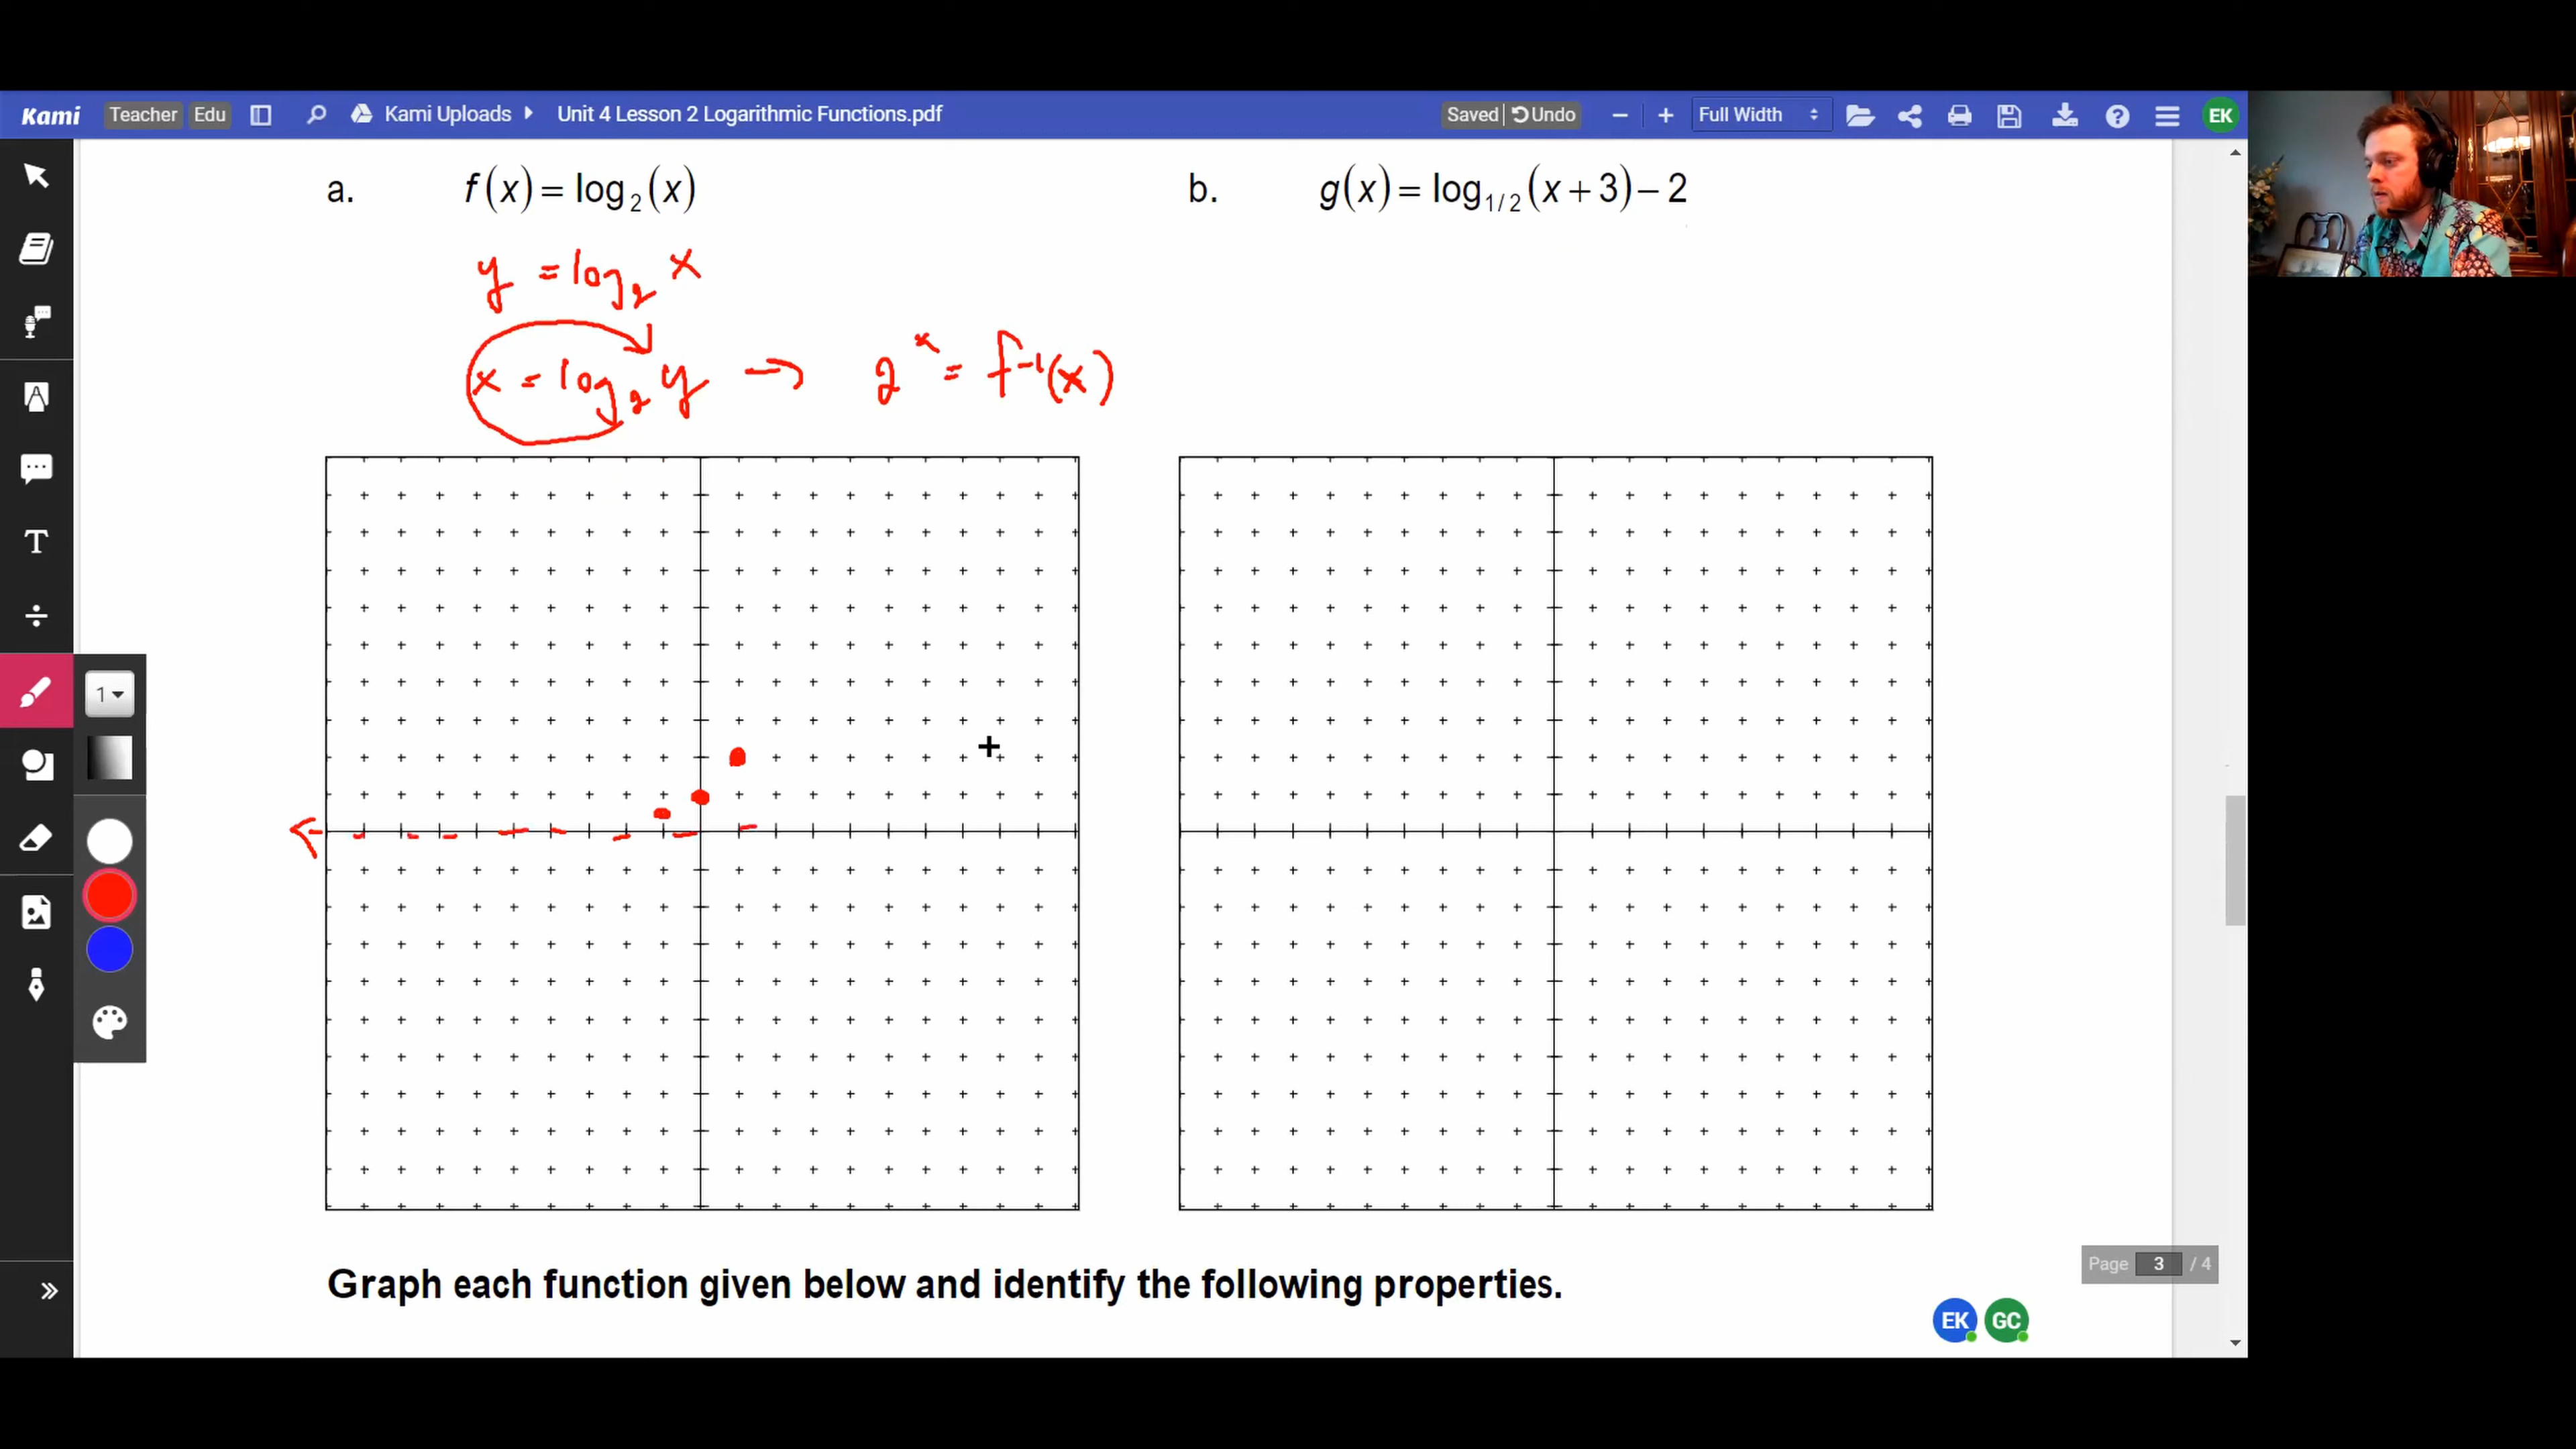 Kami Teacher Edu Kami Uploads Unit 4 Lesson 2 Logarithmic Functions.pdf Saved Undo Full Width EK
a. f(x) = log₂(x)
b. g(x) = log₁/₂(x + 3) − 2
y = log₂ x
x = log₂ y → 2ˣ = f⁻¹(x)
1
T
Graph each function given below and identify the following properties.
Page 3 / 4
EK GC